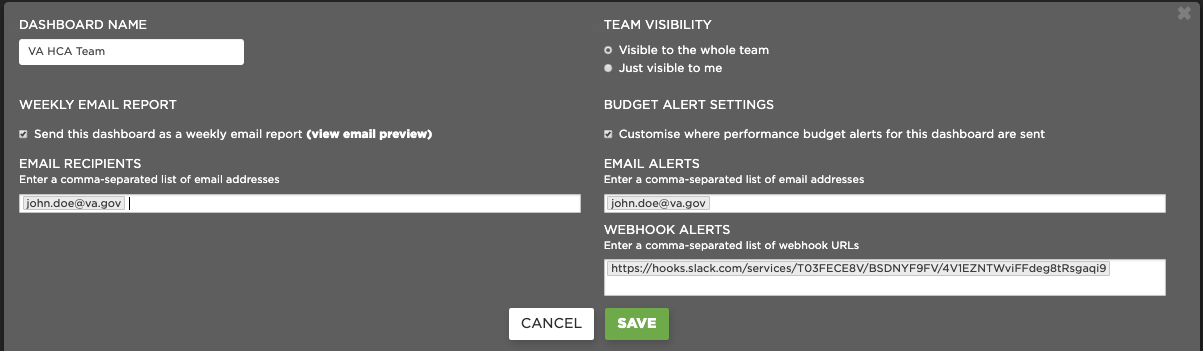 DASHBOARD NAME
VA HCA Team
TEAM VISIBILITY
Visible to the whole team
Just visible to me
WEEKLY EMAIL REPORT
Send this dashboard as a weekly email report (view email preview)
EMAIL RECIPIENTS
Enter a comma-separated list of email addresses
john.doe@va.gov
BUDGET ALERT SETTINGS
Customise where performance budget alerts for this dashboard are sent
EMAIL ALERTS
Enter a comma-separated list of email addresses
john.doe@va.gov
WEBHOOK ALERTS
Enter a comma-separated list of webhook URLs
https://hooks.slack.com/services/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
CANCEL
SAVE